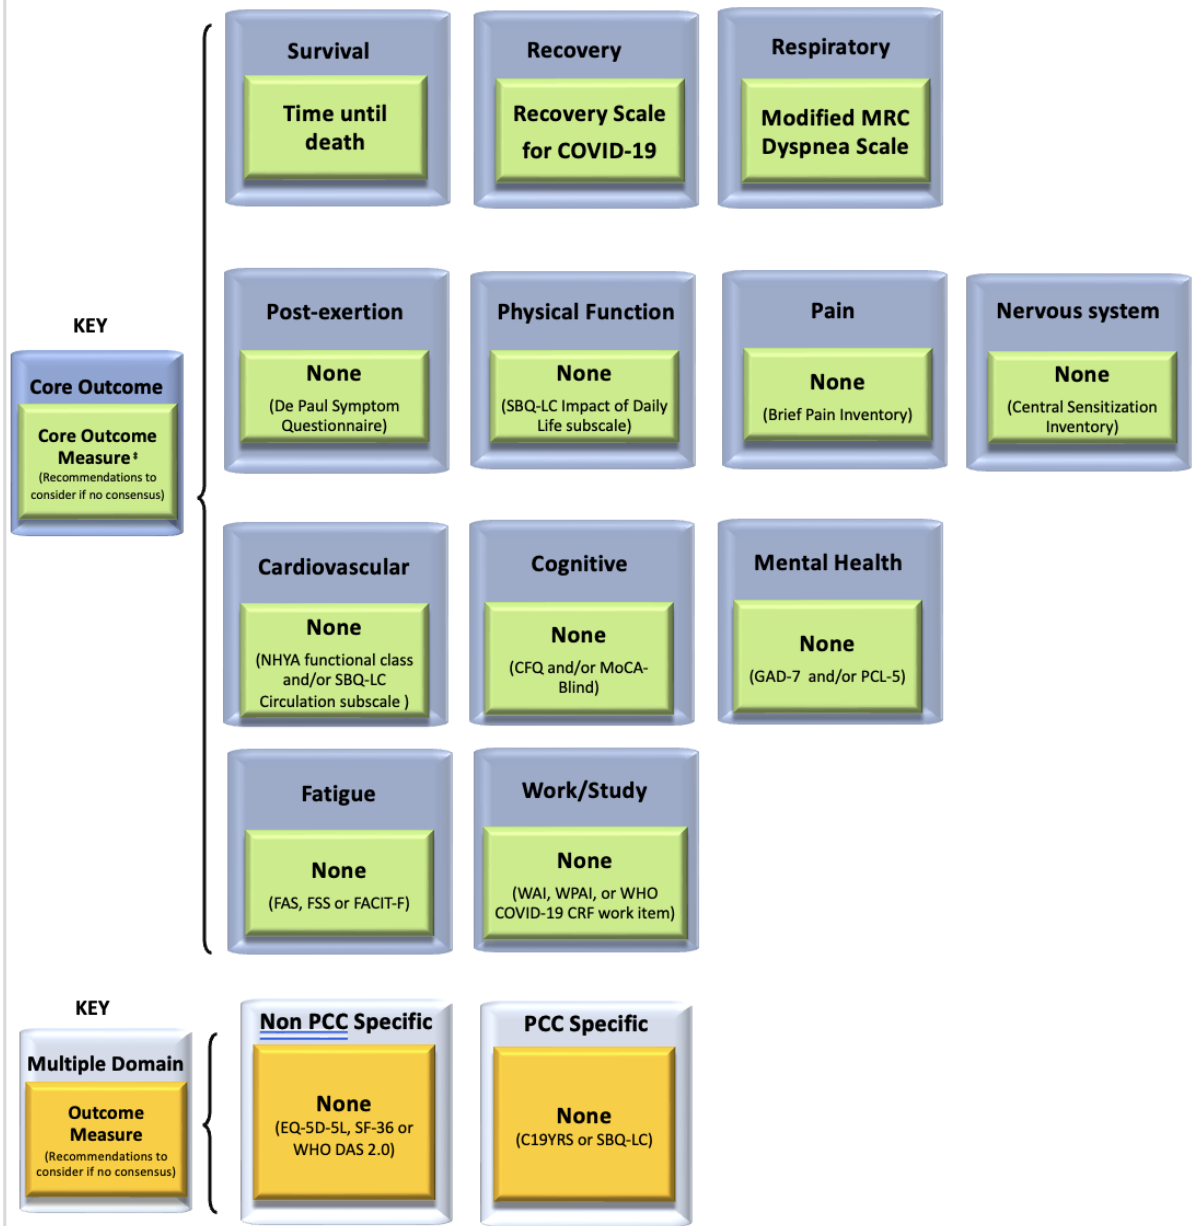 Survival
Time until
death
Recovery
Recovery Scale
for COVID-19
Respiratory
Modified MRC
Dyspnea Scale
KEY
Core Outcome
Core Outcome
Measure‡
(Recommendations to
consider if no consensus)
Post-exertion
None
(De Paul Symptom
Questionnaire)
Physical Function
None
(SBQ-LC Impact of Daily
Life subscale)
Pain
None
(Brief Pain Inventory)
Nervous system
None
(Central Sensitization
Inventory)
Cardiovascular
None
(NHYA functional class
and/or SBQ-LC
Circulation subscale )
Cognitive
None
(CFQ and/or MoCA-
Blind)
Mental Health
None
(GAD-7 and/or PCL-5)
Fatigue
None
(FAS, FSS or FACIT-F)
Work/Study
None
(WAI, WPAI, or WHO
COVID-19 CRF work item)
KEY
Multiple Domain
Outcome
Measure
(Recommendations to
consider if no consensus)
Non PCC Specific
None
(EQ-5D-5L, SF-36 or
WHO DAS 2.0)
PCC Specific
None
(C19YRS or SBQ-LC)